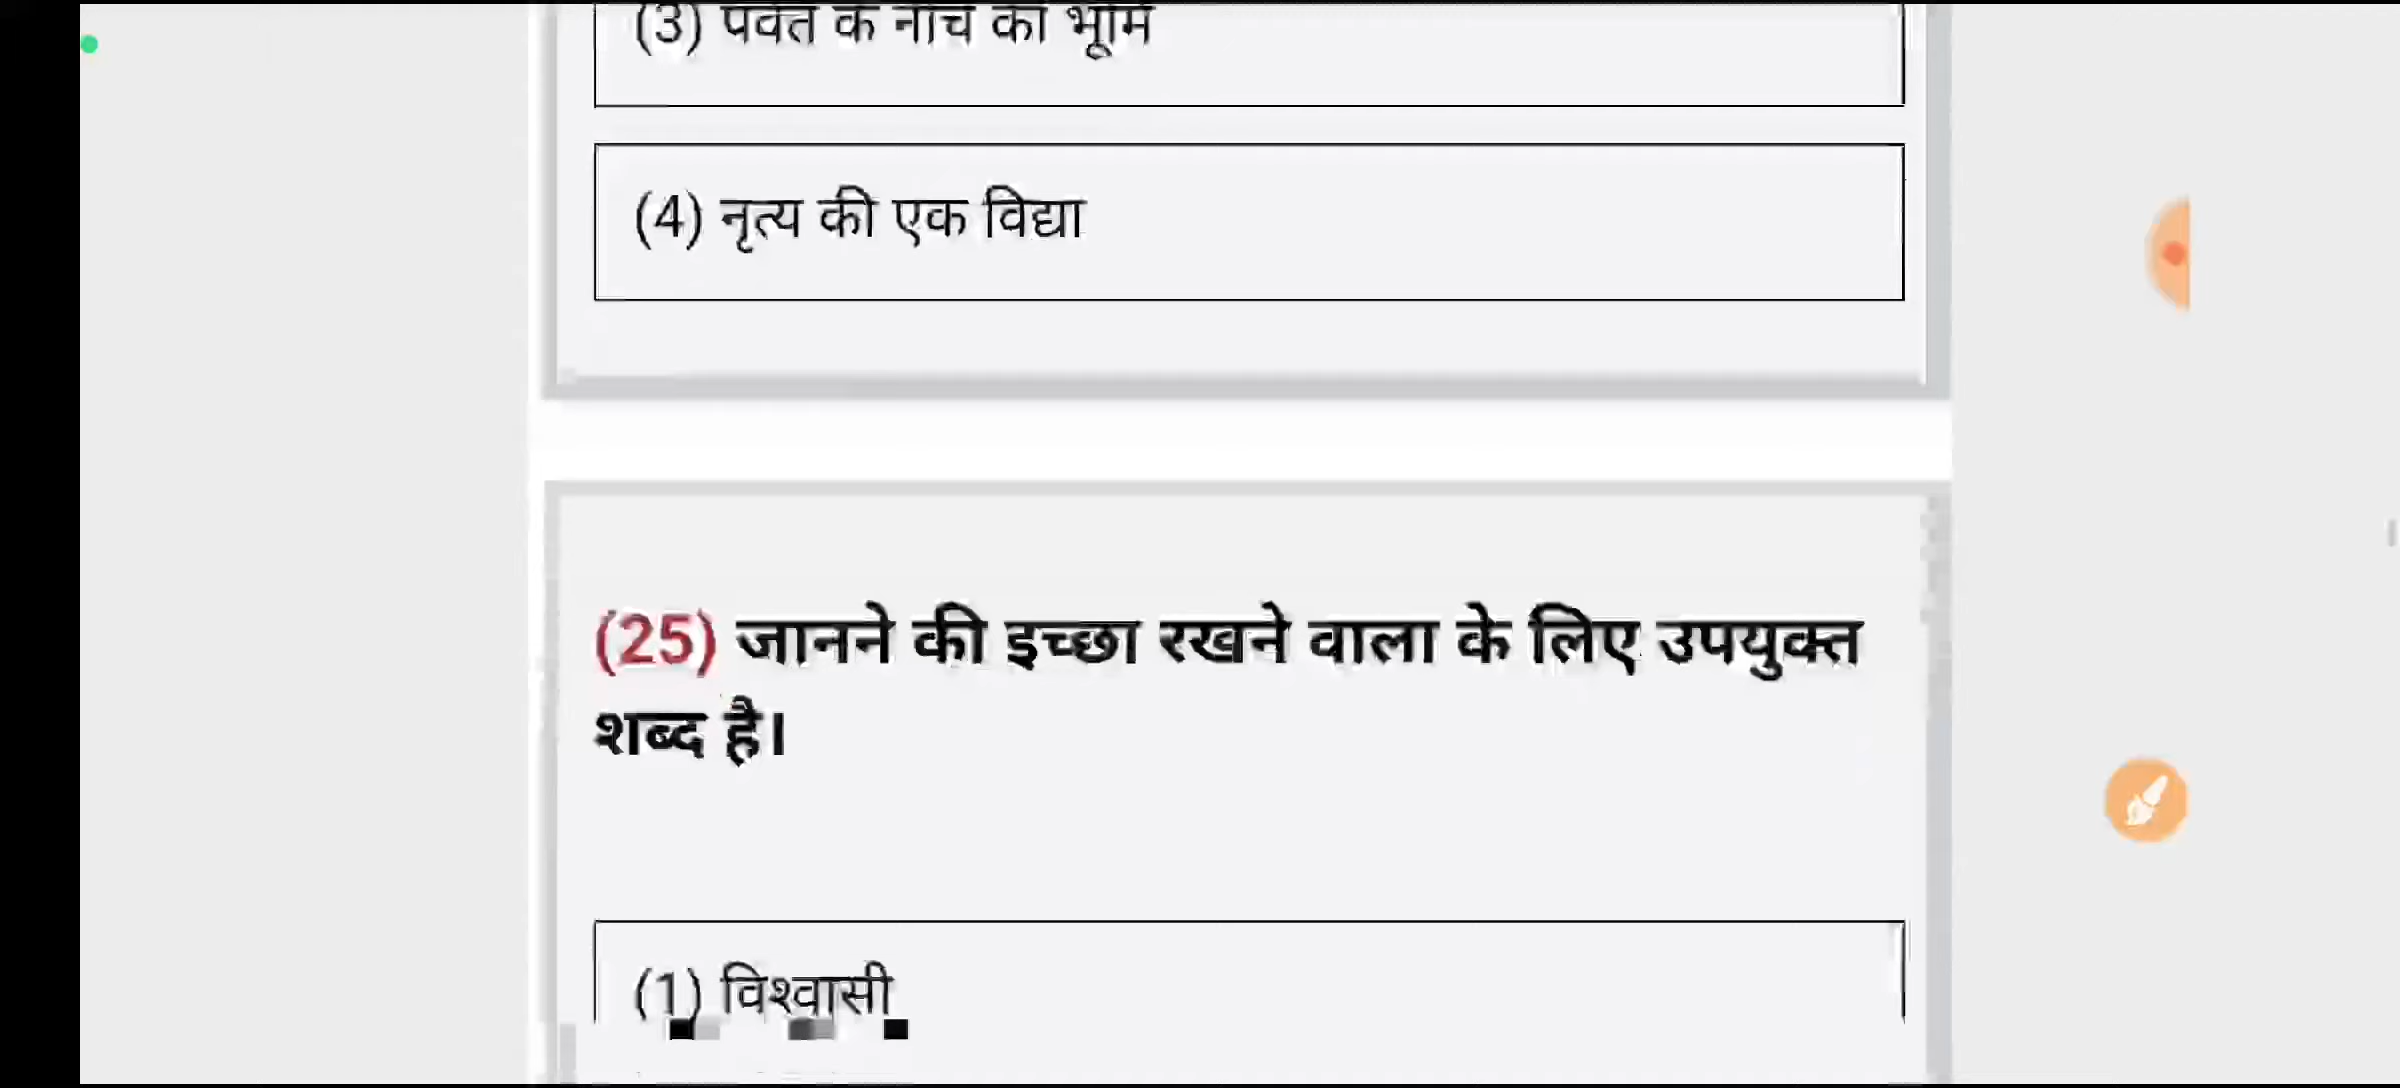 (3) पर्वत के नीचे की भूमि
(4) नृत्य की एक विद्या
(25) जानने की इच्छा रखने वाला के लिए उपयुक्त
शब्द है।
(1) विश्वासी